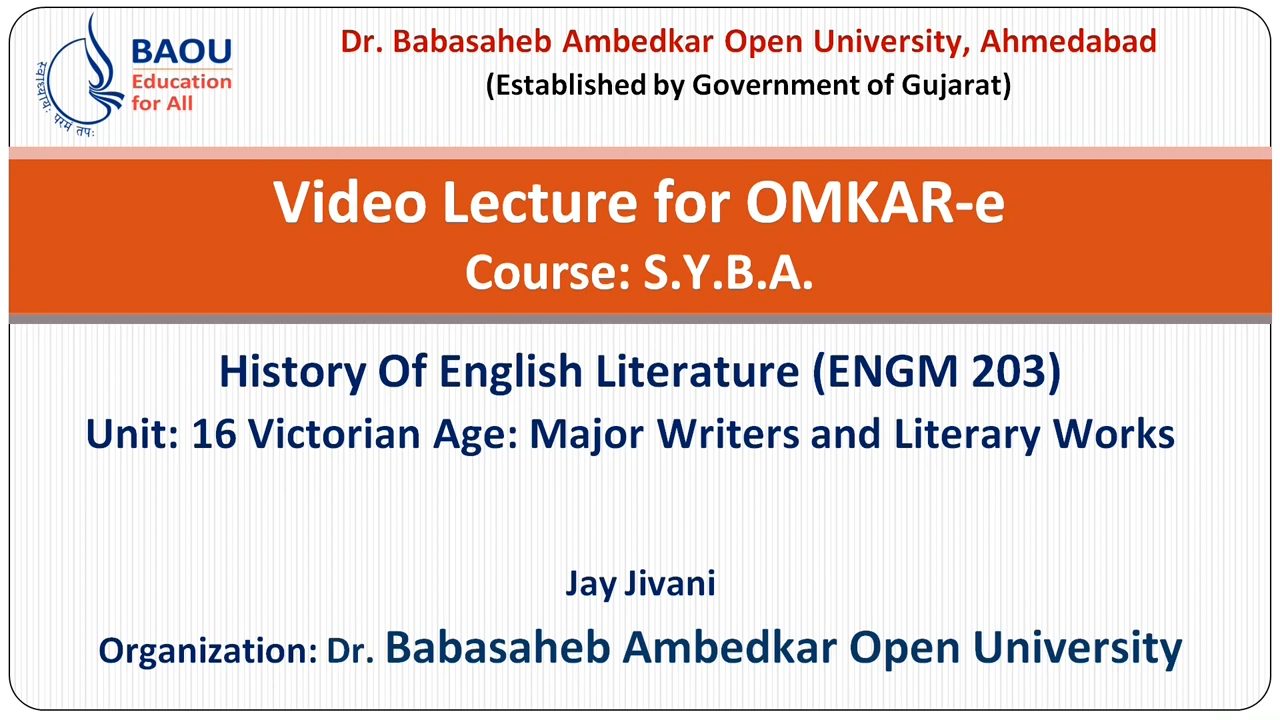 BAOU
Education
for All
स्वाध्यायः परमं तपः
Dr. Babasaheb Ambedkar Open University, Ahmedabad
(Established by Government of Gujarat)
Video Lecture for OMKAR-e
Course: S.Y.B.A.
History Of English Literature (ENGM 203)
Unit: 16 Victorian Age: Major Writers and Literary Works
Jay Jivani
Organization: Dr. Babasaheb Ambedkar Open University